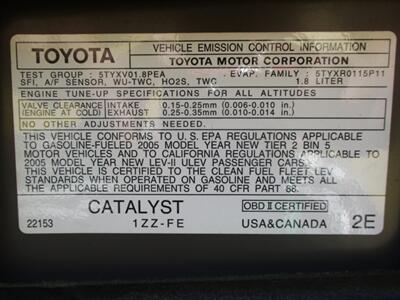 TOYOTA VEHICLE EMISSION CONTROL INFORMATION
TOYOTA MOTOR CORPORATION
TEST GROUP : 5TYXV01.8PEA EVAP. FAMILY : 5TYXR0115P11
SFI, A/F SENSOR, WU-TWC, HO2S, TWC 1.8 LITER
ENGINE TUNE-UP SPECIFICATIONS FOR ALL ALTITUDES
VALVE CLEARANCE INTAKE 0.15-0.25mm (0.006-0.010 in.)
(ENGINE AT COLD) EXHAUST 0.25-0.35mm (0.010-0.014 in.)
NO OTHER ADJUSTMENTS NEEDED.
THIS VEHICLE CONFORMS TO U.S. EPA REGULATIONS APPLICABLE
TO GASOLINE-FUELED 2005 MODEL YEAR NEW TIER 2 BIN 5
MOTOR VEHICLES AND TO CALIFORNIA REGULATIONS APPLICABLE TO
2005 MODEL YEAR NEW LEV-II ULEV PASSENGER CARS.
THIS VEHICLE IS CERTIFIED TO THE CLEAN FUEL FLEET LEV
STANDARDS WHEN OPERATED ON GASOLINE AND MEETS ALL
THE APPLICABLE REQUIREMENTS OF 40 CFR PART 88.
CATALYST OBD II CERTIFIED
22153 1ZZ-FE USA&CANADA 2E